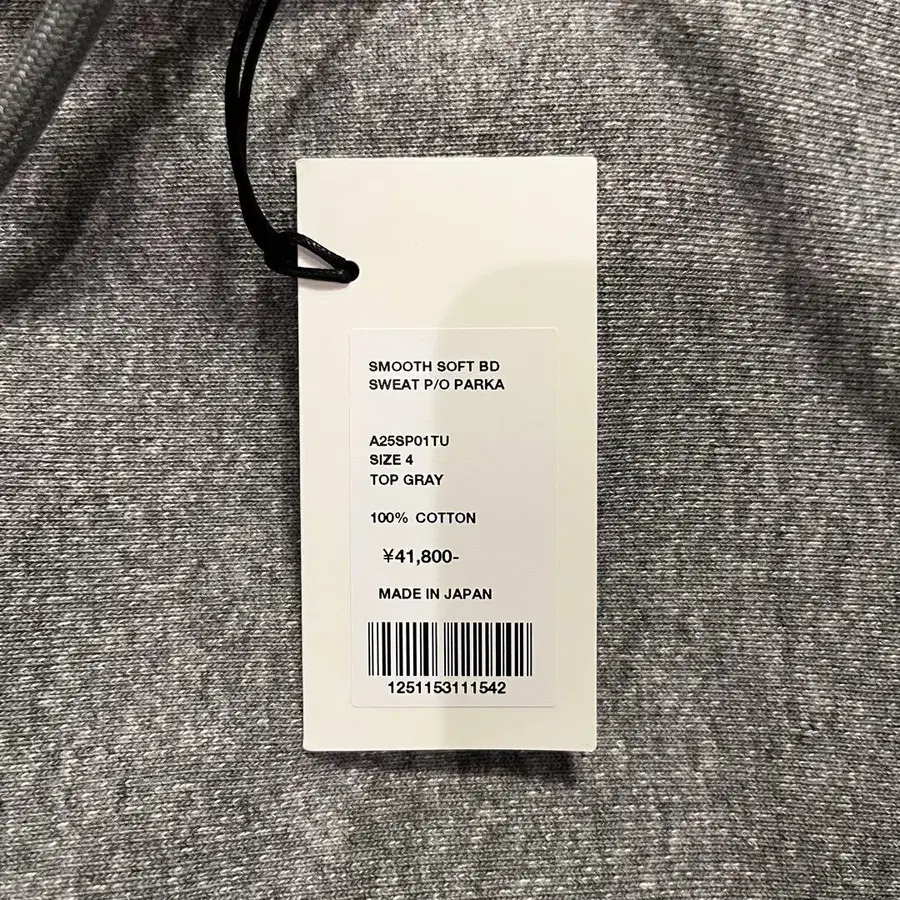 SMOOTH SOFT BD
SWEAT P/O PARKA
A25SP01TU
SIZE 4
TOP GRAY
100% COTTON
¥41,800-
MADE IN JAPAN
1251153111542